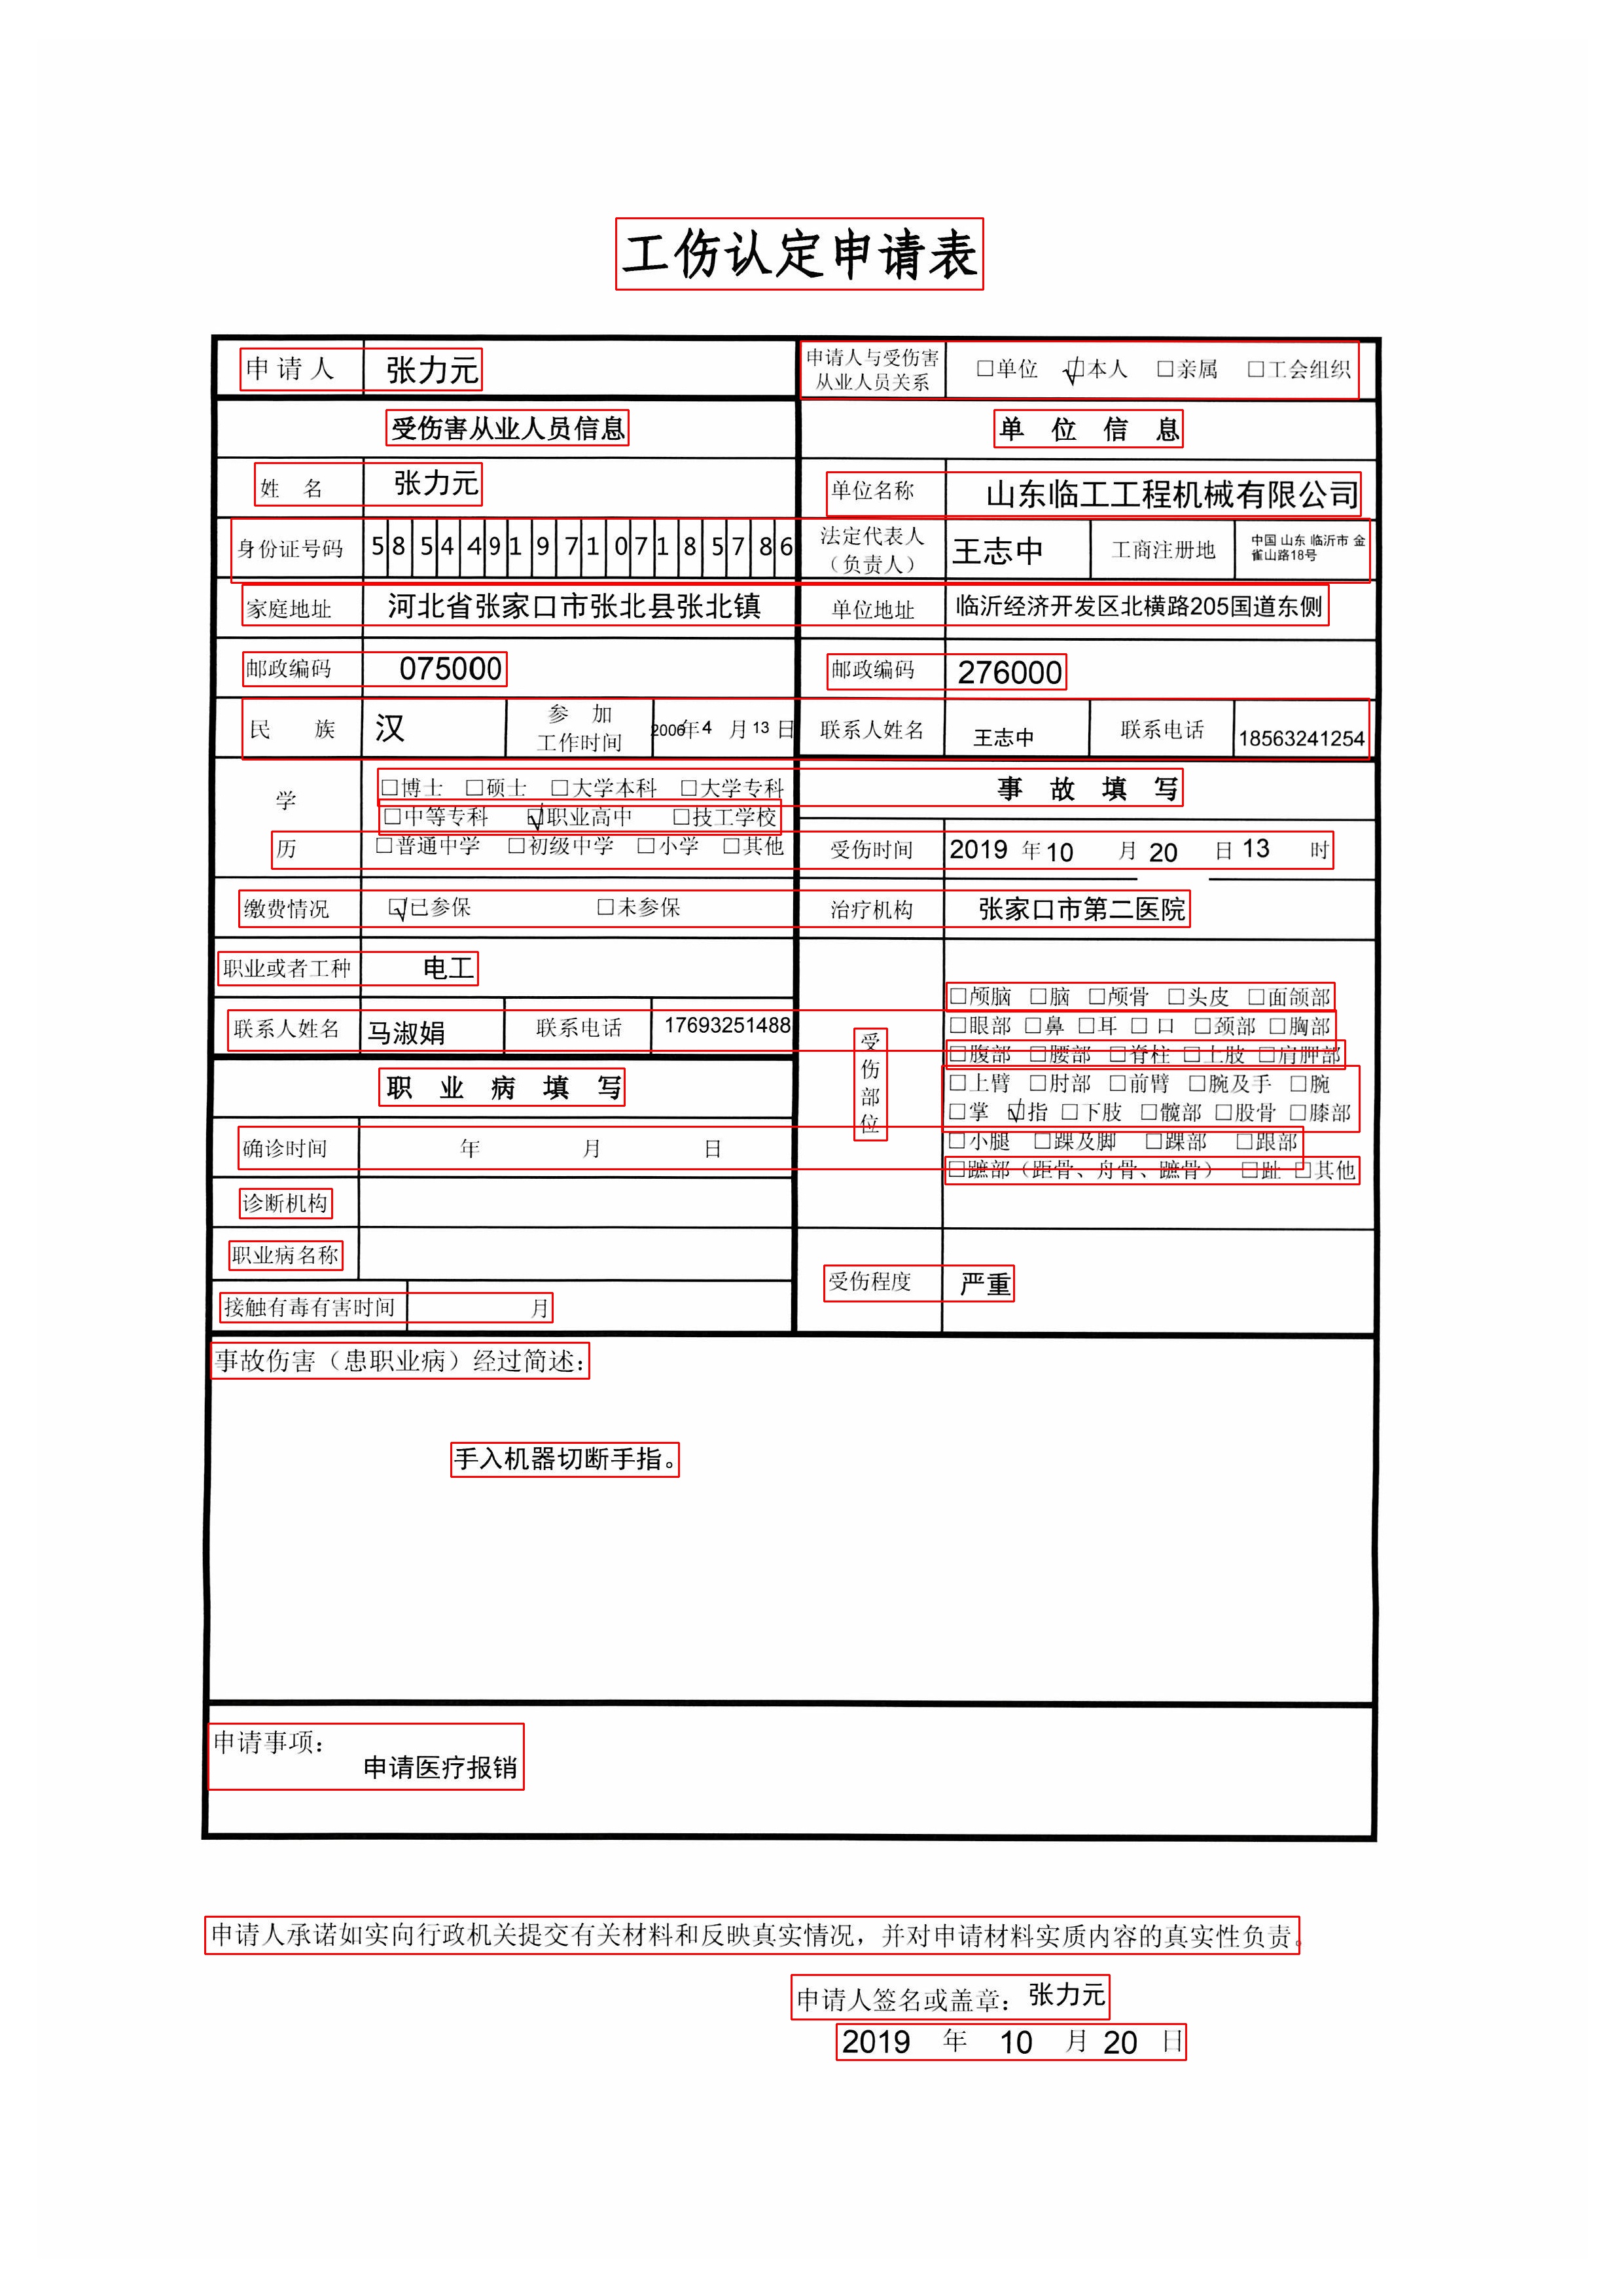 工伤认定申请表
申请人 张力元 申请人与受伤害从业人员关系 □单位 ☑本人 □亲属 □工会组织
受伤害从业人员信息 单位信息
姓名 张力元 单位名称 山东临工工程机械有限公司
身份证号码 585449197107185786 法定代表人（负责人） 王志中 工商注册地 中国 山东 临沂市 金雀山路18号
家庭地址 河北省张家口市张北县张北镇 单位地址 临沂经济开发区北横路205国道东侧
邮政编码 075000 邮政编码 276000
民族 汉 参加工作时间 2006年4月13日 联系人姓名 王志中 联系电话 18563241254
学历 □博士 □硕士 □大学本科 □大学专科 事故填写
□中等专科 ☑职业高中 □技工学校
□普通中学 □初级中学 □小学 □其他 受伤时间 2019年10月20日13时
缴费情况 ☑已参保 □未参保 治疗机构 张家口市第二医院
职业或者工种 电工
联系人姓名 马淑娟 联系电话 17693251488
受伤部位
□颅脑 □脑 □颅骨 □头皮 □面颌部
□眼部 □鼻 □耳 □口 □颈部 □胸部
□腹部 □腰部 □脊柱 □上肢 □肩胛部
□上臂 □肘部 □前臂 □腕及手 □腕
□掌 ☑指 □下肢 □髋部 □股骨 □膝部
□小腿 □踝及脚 □踝部 □跟部
□蹠部（距骨、舟骨、蹠骨） □趾 □其他
职业病填写
确诊时间 年 月 日
诊断机构
职业病名称
受伤程度 严重
接触有毒有害时间 月
事故伤害（患职业病）经过简述：
手入机器切断手指。
申请事项：
申请医疗报销
申请人承诺如实向行政机关提交有关材料和反映真实情况，并对申请材料实质内容的真实性负责。
申请人签名或盖章：张力元
2019 年 10 月 20 日